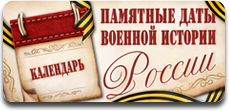 ПАМЯТНЫЕ ДАТЫ
ВОЕННОЙ ИСТОРИИ
России
КАЛЕНДАРЬ